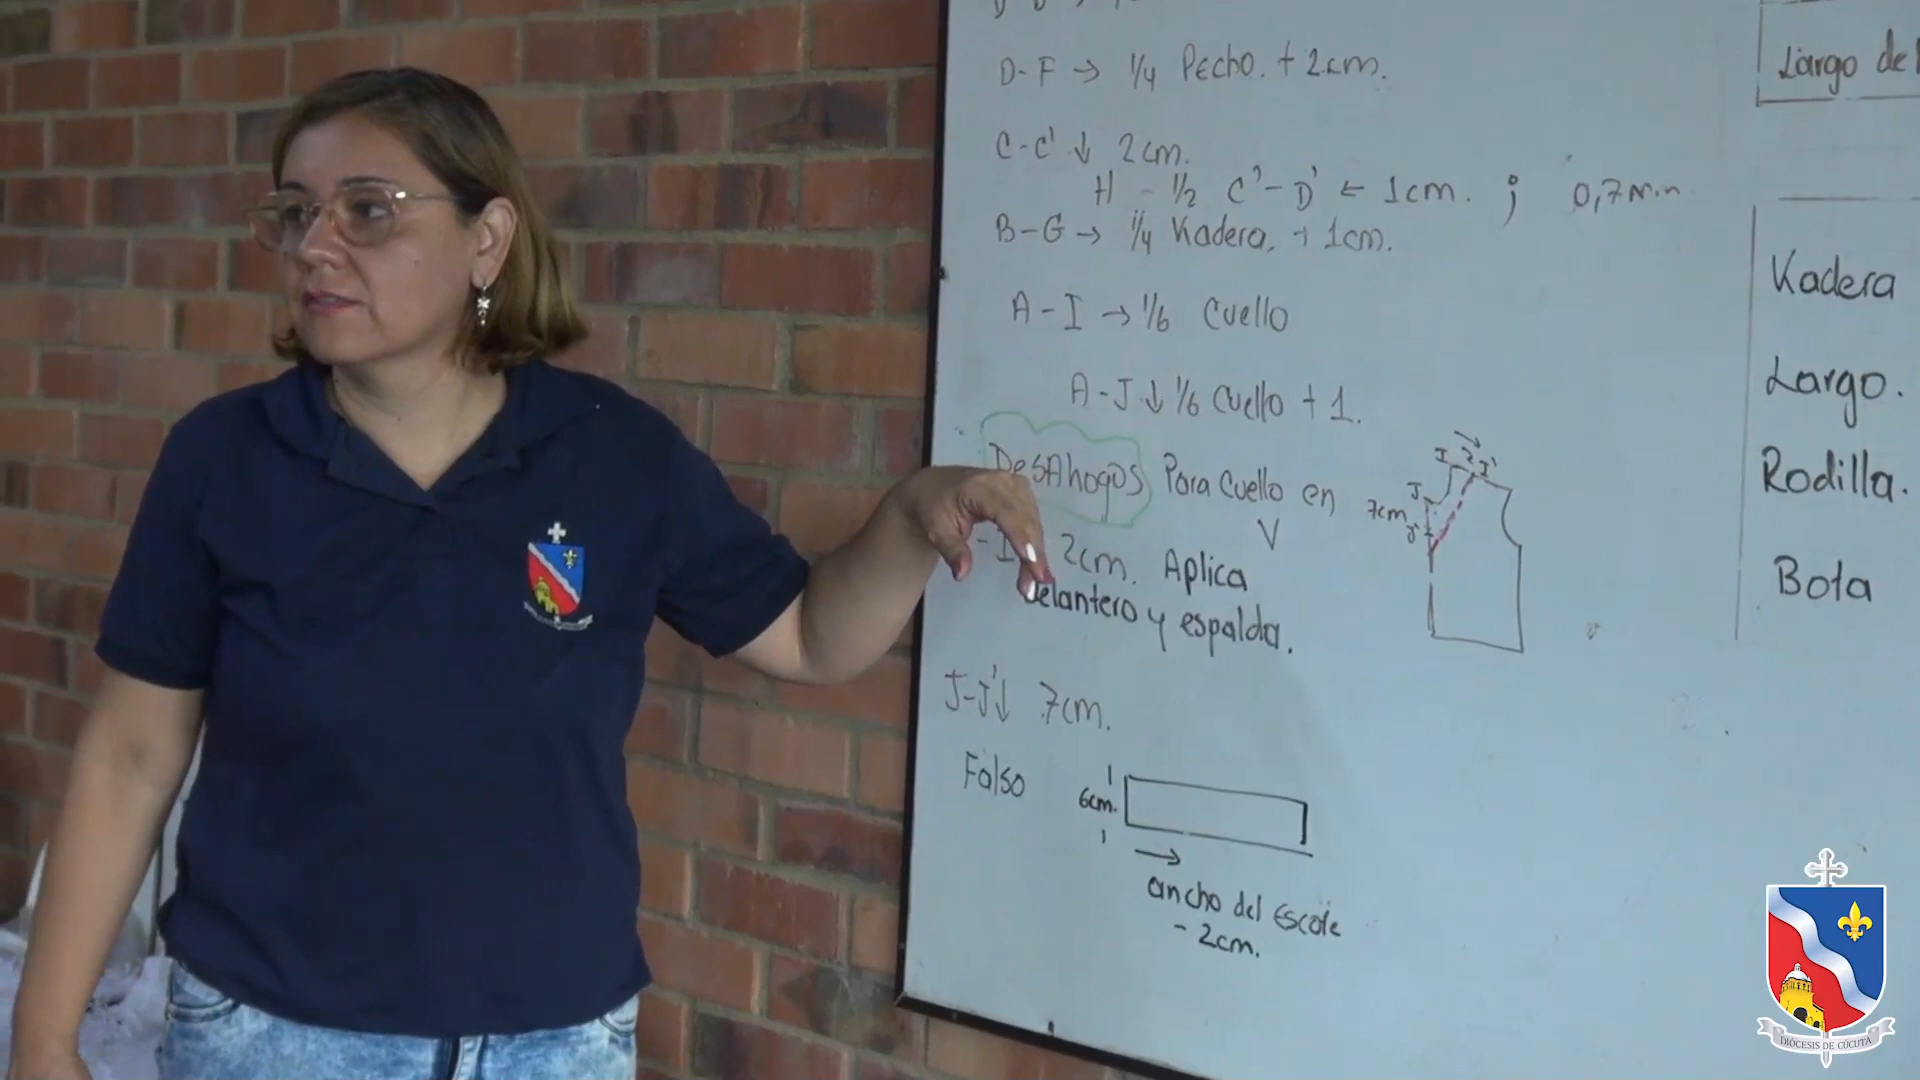 D-F → 1/4 Pecho. + 2cm.
C-C' ↓ 2cm.
H - 1/2 C'-D' ← 1cm. ; 0,7
B-G → 1/4 Kadera. + 1cm.
A-I → 1/6 Cuello
A-J ↓ 1/6 Cuello + 1.
DesAhogos Para Cuello en
V
2cm. Aplica
delantero y espalda.
J-J'↓ 7cm.
Falso
6cm.
→
ancho del Escote
- 2cm.
→
I 2 I'
J
7cm
J'
Largo de
Kadera
Largo.
Rodilla.
Bota
DIÓCESIS DE CÚCUTA